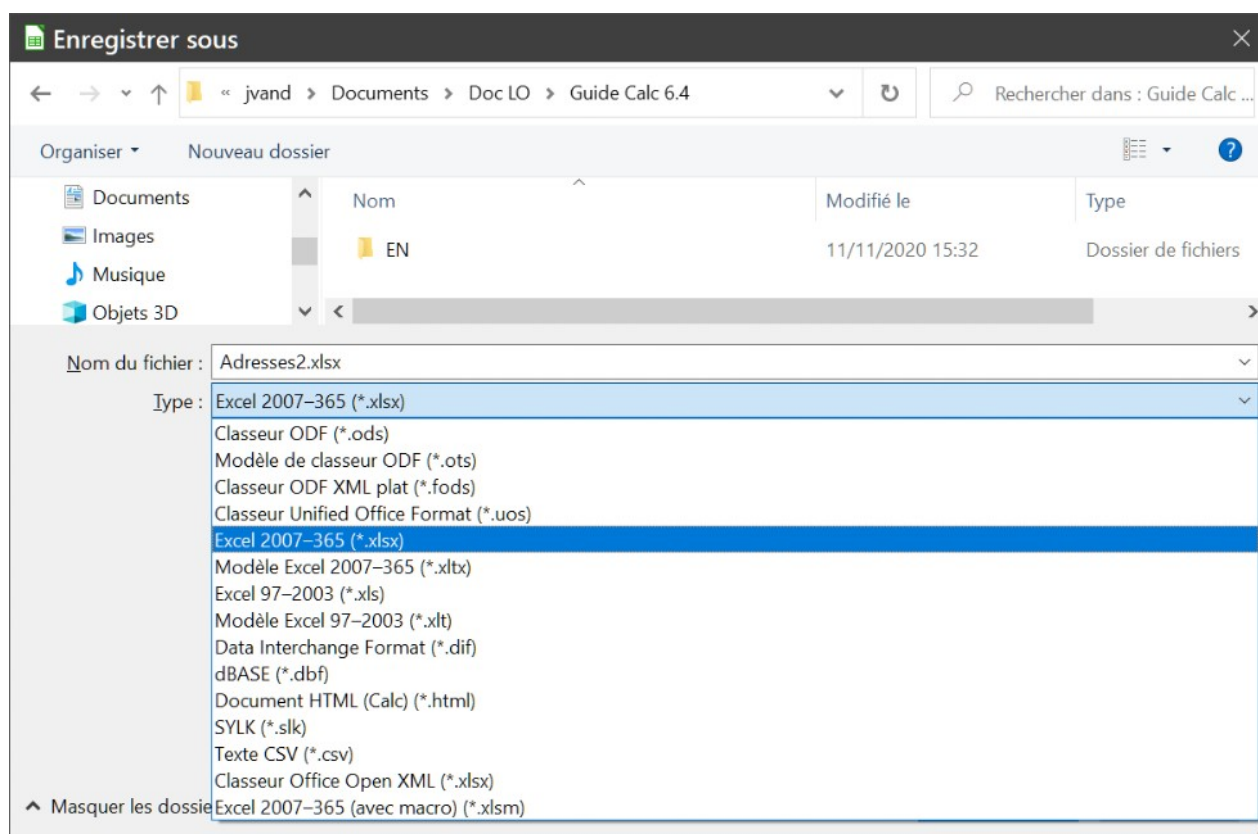 Enregistrer sous
« jvand > Documents > Doc LO > Guide Calc 6.4
Rechercher dans : Guide Calc ...
Organiser
Nouveau dossier
?
Documents
Images
Musique
Objets 3D
Nom
Modifié le
Type
EN
11/11/2020 15:32
Dossier de fichiers
Nom du fichier : Adresses2.xlsx
Type : Excel 2007–365 (*.xlsx)
Classeur ODF (*.ods)
Modèle de classeur ODF (*.ots)
Classeur ODF XML plat (*.fods)
Classeur Unified Office Format (*.uos)
Excel 2007–365 (*.xlsx)
Modèle Excel 2007–365 (*.xltx)
Excel 97–2003 (*.xls)
Modèle Excel 97–2003 (*.xlt)
Data Interchange Format (*.dif)
dBASE (*.dbf)
Document HTML (Calc) (*.html)
SYLK (*.slk)
Texte CSV (*.csv)
Classeur Office Open XML (*.xlsx)
Excel 2007–365 (avec macro) (*.xlsm)
Masquer les dossie